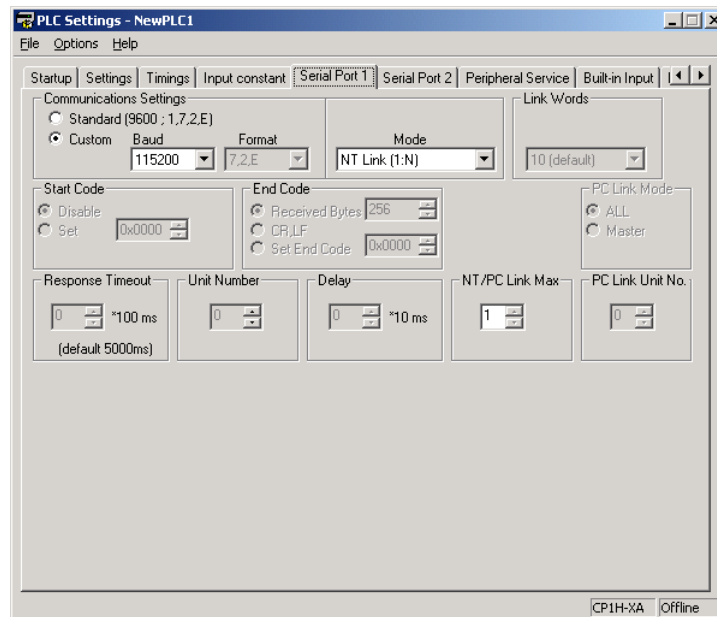 PLC Settings - NewPLC1
File Options Help
Startup Settings Timings Input constant Serial Port 1 Serial Port 2 Peripheral Service Built-in Input
Communications Settings Link Words
Standard (9600 ; 1,7,2,E)
Custom Baud Format Mode
115200 7,2,E NT Link (1:N) 10 (default)
Start Code End Code PC Link Mode
Disable Received Bytes 256 ALL
Set 0x0000 CR,LF Master
Set End Code 0x0000
Response Timeout Unit Number Delay NT/PC Link Max PC Link Unit No.
0 *100 ms 0 0 *10 ms 1 0
(default 5000ms)
CP1H-XA Offline